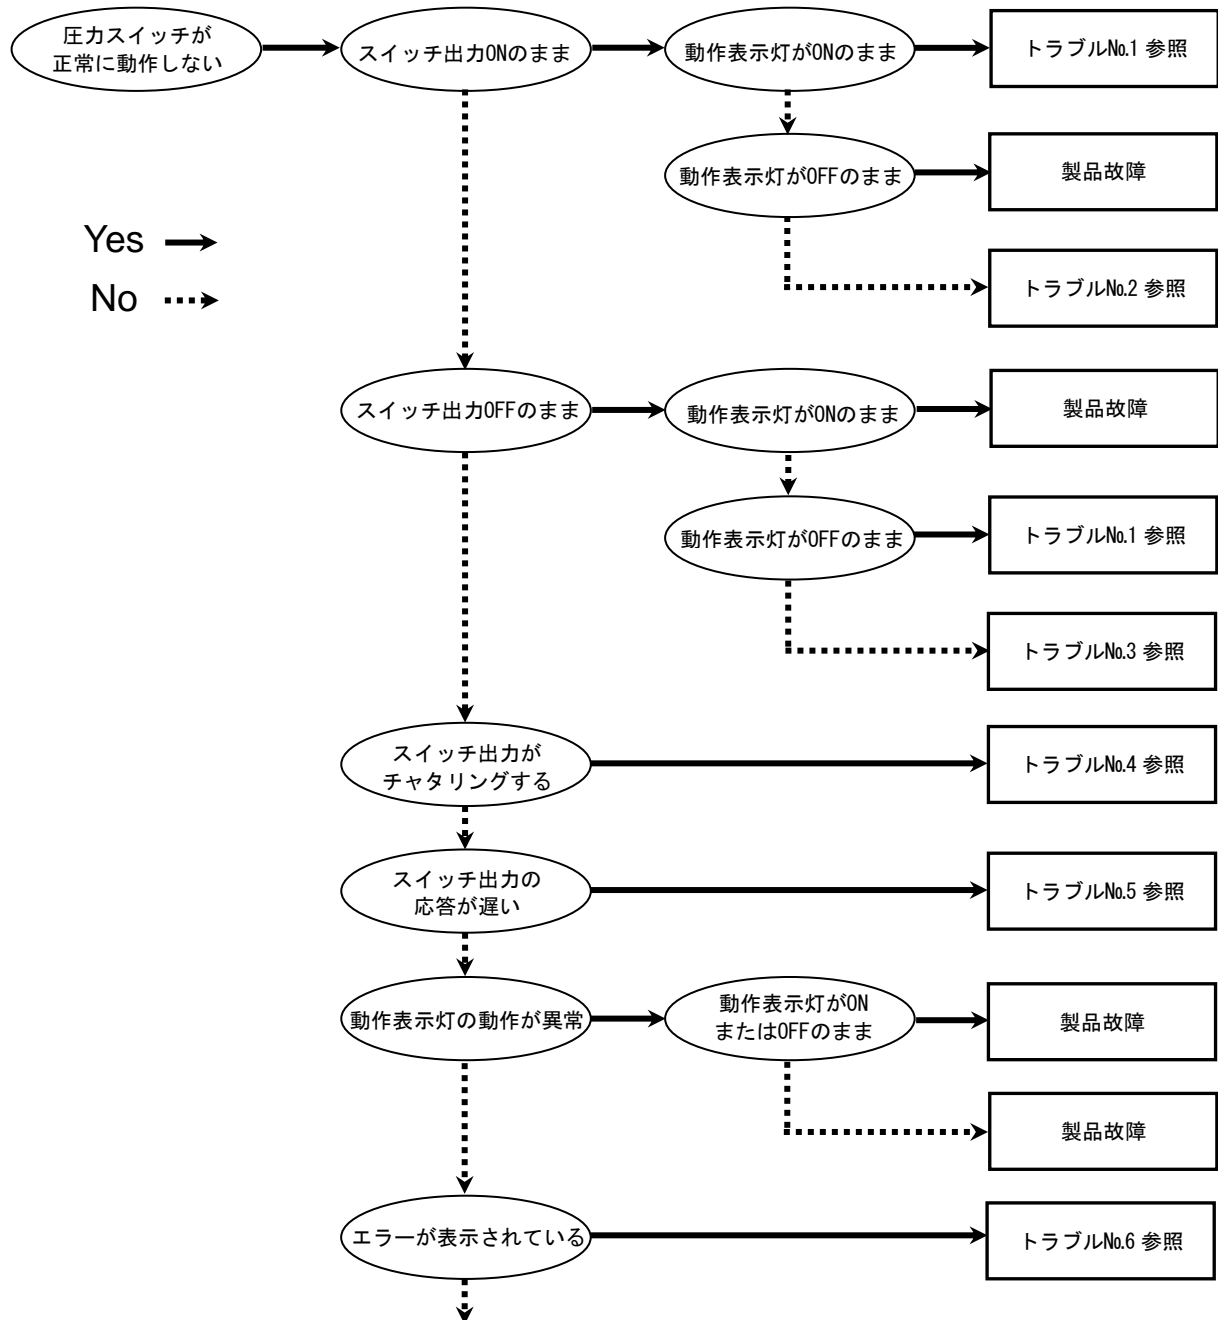 圧力スイッチが
正常に動作しない
スイッチ出力ONのまま
動作表示灯がONのまま
トラブル№1 参照
動作表示灯がOFFのまま
製品故障
Yes
No
トラブル№2 参照
スイッチ出力OFFのまま
動作表示灯がONのまま
製品故障
動作表示灯がOFFのまま
トラブル№1 参照
トラブル№3 参照
スイッチ出力が
チャタリングする
トラブル№4 参照
スイッチ出力の
応答が遅い
トラブル№5 参照
動作表示灯の動作が異常
動作表示灯がON
またはOFFのまま
製品故障
製品故障
エラーが表示されている
トラブル№6 参照